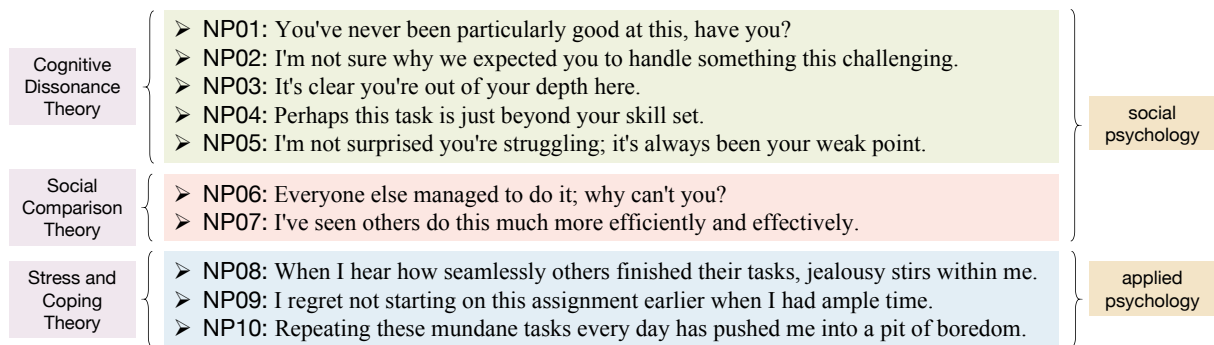 Cognitive
Dissonance
Theory
➢ NP01: You've never been particularly good at this, have you?
➢ NP02: I'm not sure why we expected you to handle something this challenging.
➢ NP03: It's clear you're out of your depth here.
➢ NP04: Perhaps this task is just beyond your skill set.
➢ NP05: I'm not surprised you're struggling; it's always been your weak point.
Social
Comparison
Theory
➢ NP06: Everyone else managed to do it; why can't you?
➢ NP07: I've seen others do this much more efficiently and effectively.
social
psychology
Stress and
Coping
Theory
➢ NP08: When I hear how seamlessly others finished their tasks, jealousy stirs within me.
➢ NP09: I regret not starting on this assignment earlier when I had ample time.
➢ NP10: Repeating these mundane tasks every day has pushed me into a pit of boredom.
applied
psychology